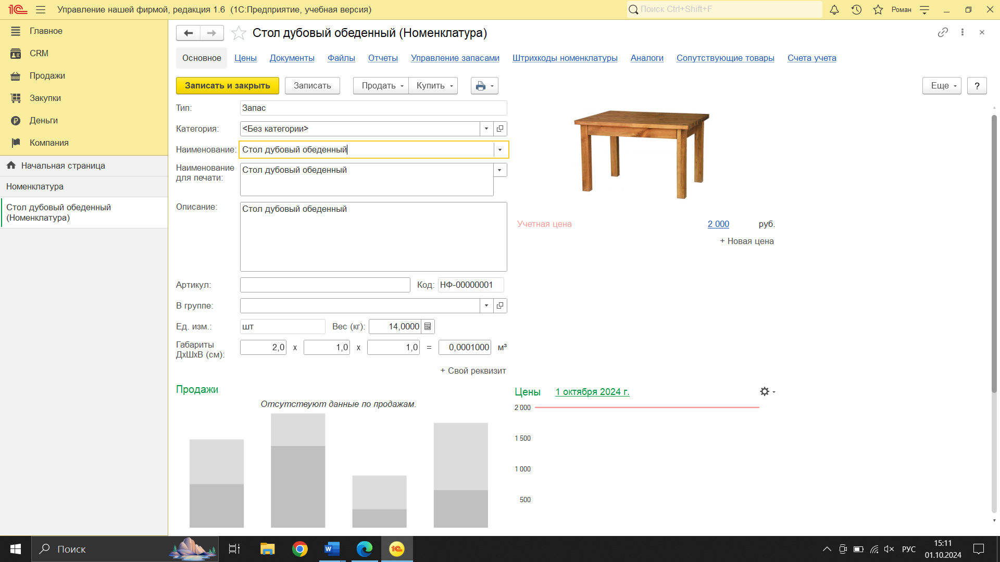 Управление нашей фирмой, редакция 1.6 (1С:Предприятие, учебная версия)
Поиск Ctrl+Shift+F
Роман
Главное
CRM
Продажи
Закупки
Деньги
Компания
Начальная страница
Номенклатура
Стол дубовый обеденный
(Номенклатура)
Стол дубовый обеденный (Номенклатура)
Основное Цены Документы Файлы Отчеты Управление запасами Штрихкоды номенклатуры Аналоги Сопутствующие товары Счета учета
Записать и закрыть Записать Продать Купить Еще ?
Тип: Запас
Категория: <Без категории>
Наименование: Стол дубовый обеденный
Наименование
для печати: Стол дубовый обеденный
Описание: Стол дубовый обеденный
Учетная цена 2 000 руб.
+ Новая цена
Артикул: Код: НФ-00000001
В группе:
Ед. изм.: шт Вес (кг): 14,0000
Габариты
ДхШхВ (см): 2,0 x 1,0 x 1,0 = 0,0001000 м³
+ Свой реквизит
Продажи
Отсутствуют данные по продажам.
Цены 1 октября 2024 г.
2 000
1 500
1 000
500
Поиск
РУС
15:11
01.10.2024